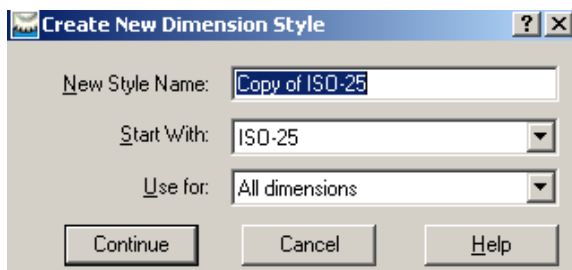 Create New Dimension Style ? X
New Style Name: Copy of ISO-25
Start With: ISO-25
Use for: All dimensions
Continue Cancel Help